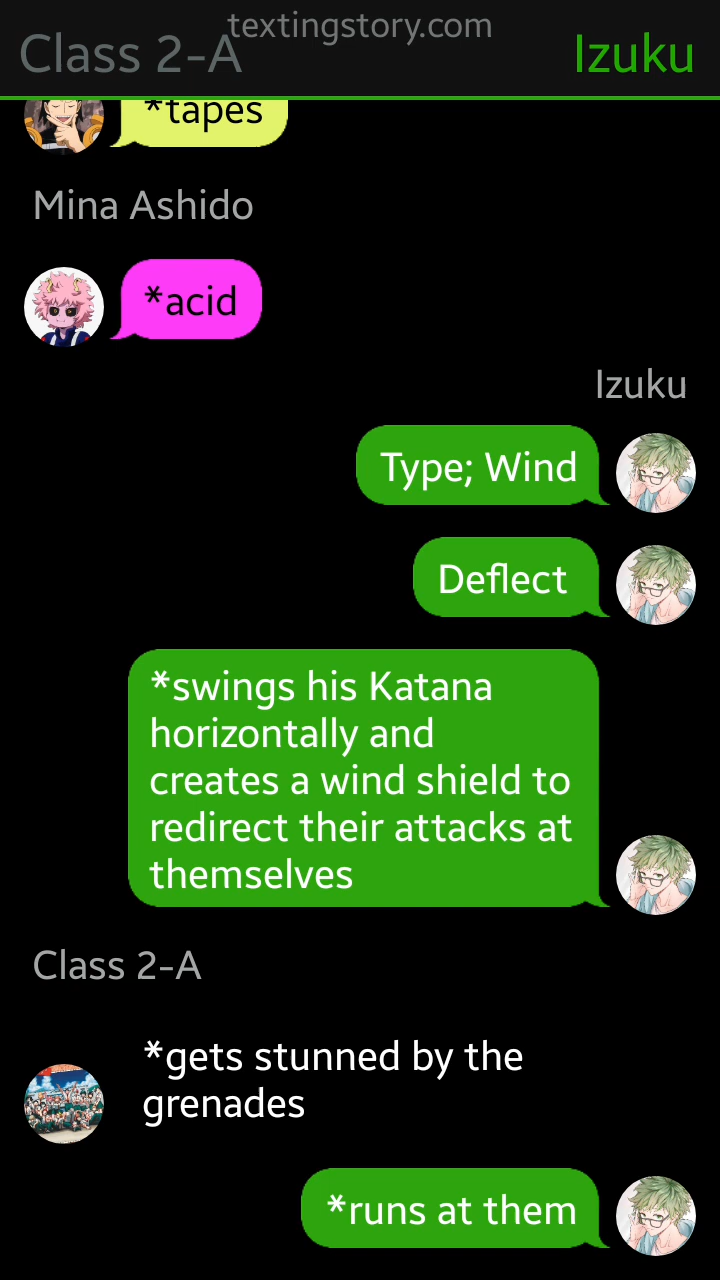 textingstory.com
Class 2-A
Izuku
*tapes
Mina Ashido
*acid
Izuku
Type; Wind
Deflect
*swings his Katana
horizontally and
creates a wind shield to
redirect their attacks at
themselves
Class 2-A
*gets stunned by the
grenades
*runs at them